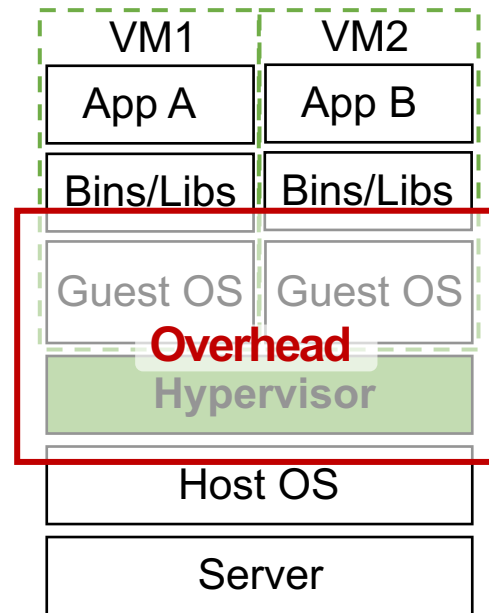 VM1 VM2
App A App B
Bins/Libs Bins/Libs
Guest OS Guest OS
Overhead
Hypervisor
Host OS
Server